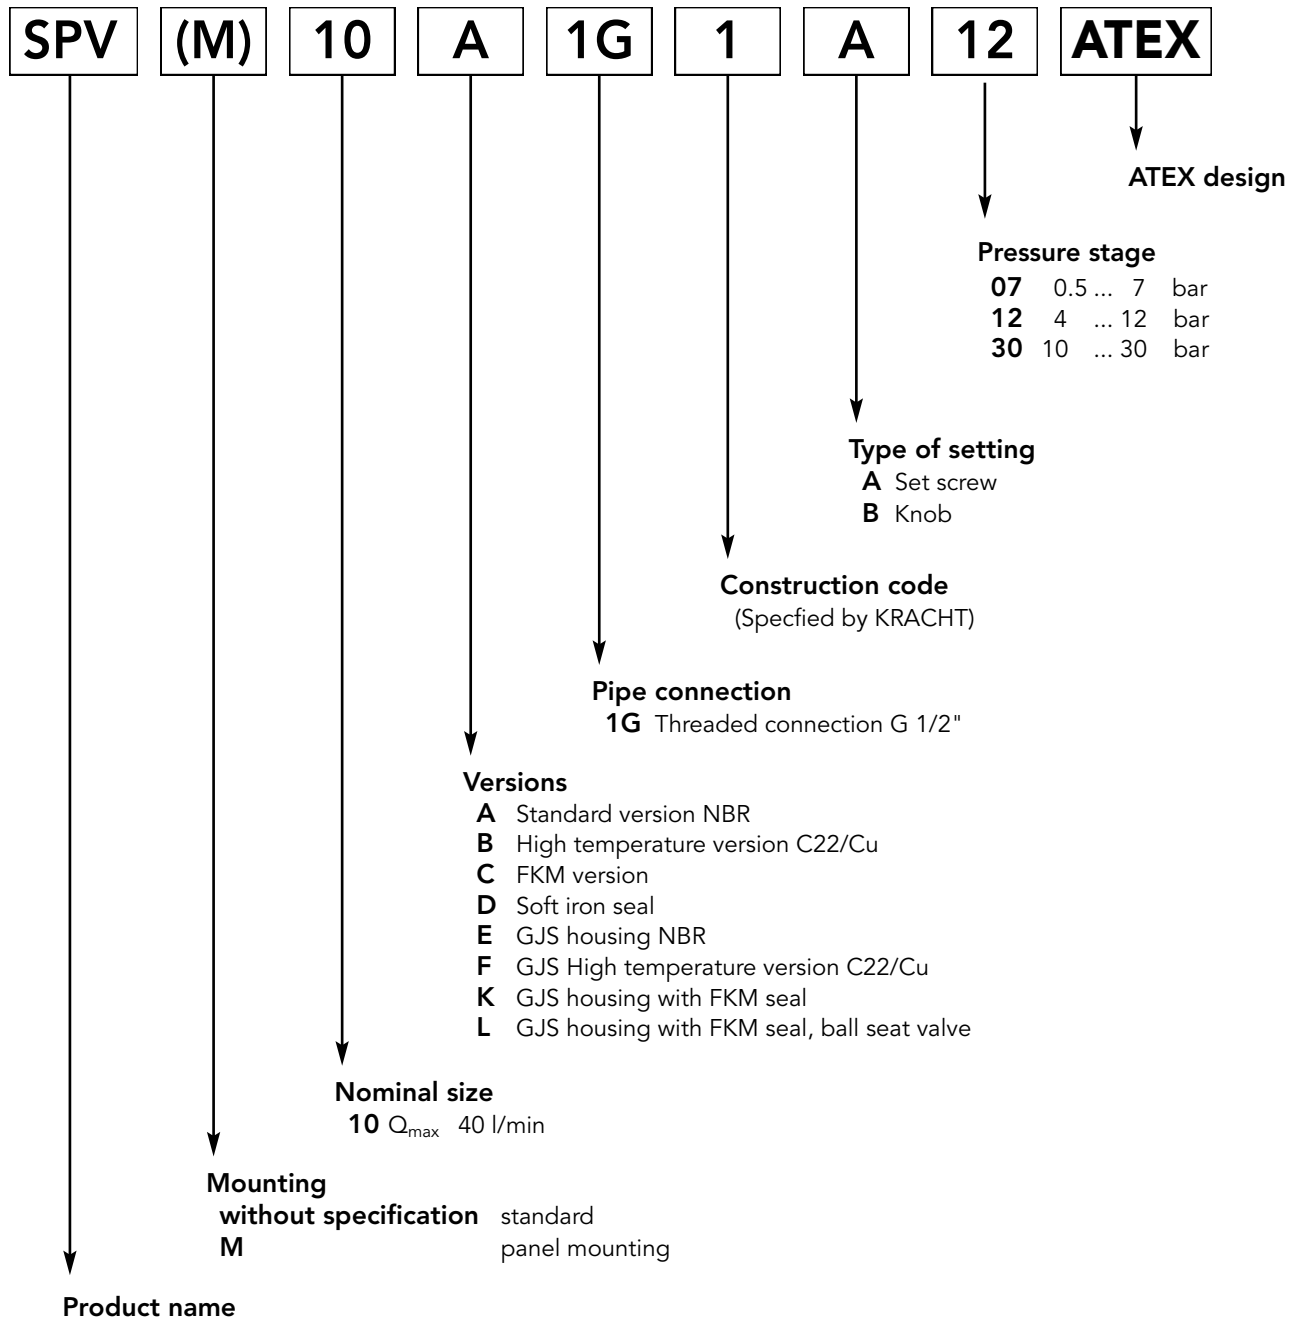 SPV (M) 10 A 1G 1 A 12 ATEX
ATEX design
Pressure stage
07 0.5 ... 7 bar
12 4 ... 12 bar
30 10 ... 30 bar
Type of setting
A Set screw
B Knob
Construction code
(Specfied by KRACHT)
Pipe connection
1G Threaded connection G 1/2"
Versions
A Standard version NBR
B High temperature version C22/Cu
C FKM version
D Soft iron seal
E GJS housing NBR
F GJS High temperature version C22/Cu
K GJS housing with FKM seal
L GJS housing with FKM seal, ball seat valve
Nominal size
10 Qmax 40 l/min
Mounting
without specification standard
M panel mounting
Product name